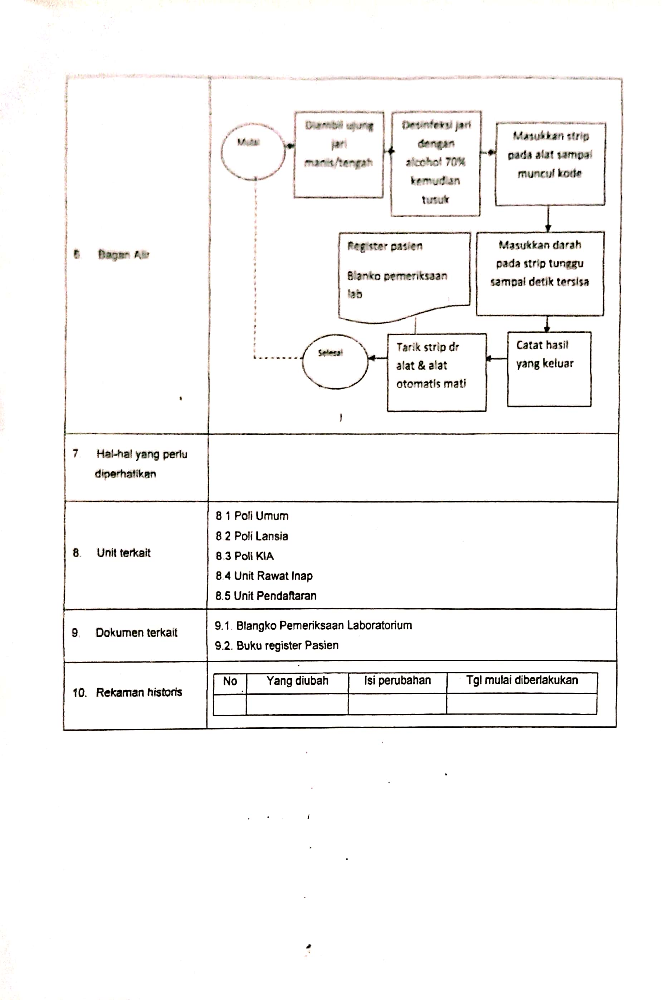 6 Bagan Alir
Mulai
Diambil ujung
jari
manis/tengah
Desinfeksi jari
dengan
alcohol 70%
kemudian
tusuk
Masukkan strip
pada alat sampai
muncul kode
Masukkan darah
pada strip tunggu
sampai detik tersisa
Register pasien
Blanko pemeriksaan
lab
Catat hasil
yang keluar
Tarik strip dr
alat & alat
otomatis mati
Selesai
7 Hal-hal yang perlu
diperhatikan
8. Unit terkait
8 1 Poli Umum
8 2 Poli Lansia
8.3 Poli KIA
8.4 Unit Rawat Inap
8.5 Unit Pendaftaran
9. Dokumen terkait
9.1. Blangko Pemeriksaan Laboratorium
9.2. Buku register Pasien
10. Rekaman historis
No Yang diubah Isi perubahan Tgl mulai diberlakukan